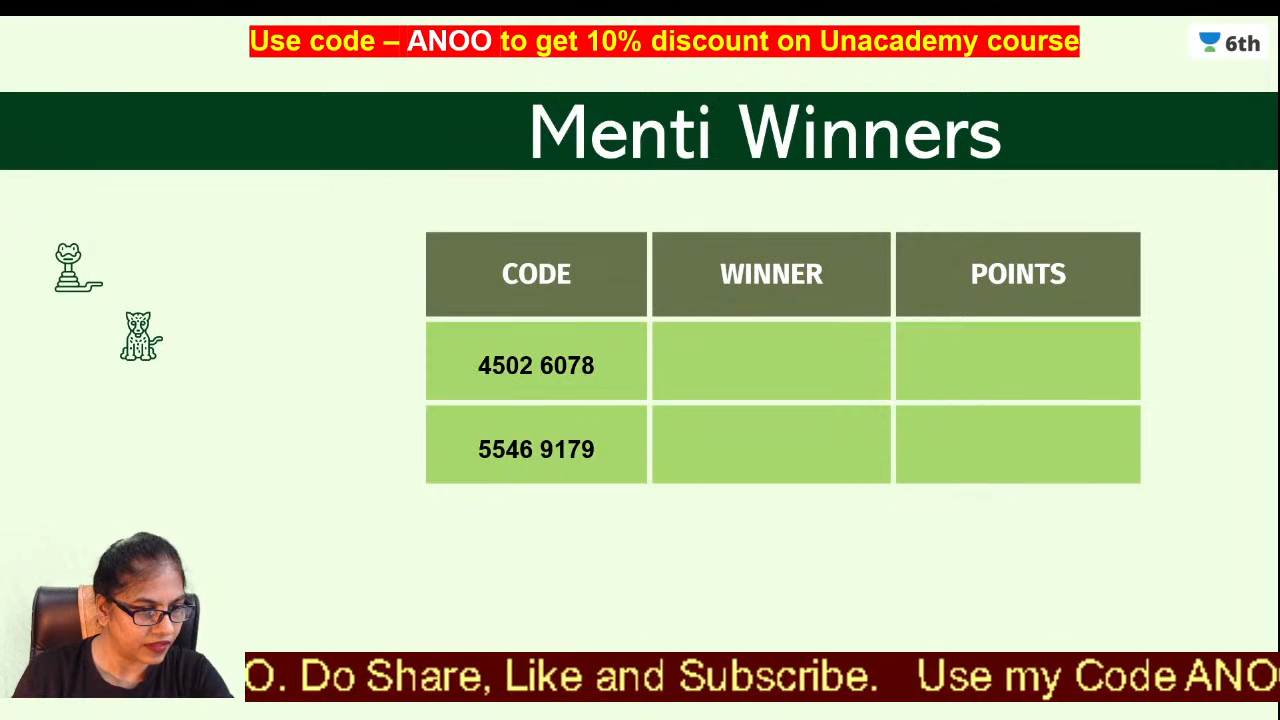 Use code – ANOO to get 10% discount on Unacademy course
6th
Menti Winners
CODE WINNER POINTS
4502 6078
5546 9179
O. Do Share, Like and Subscribe. Use my Code ANO